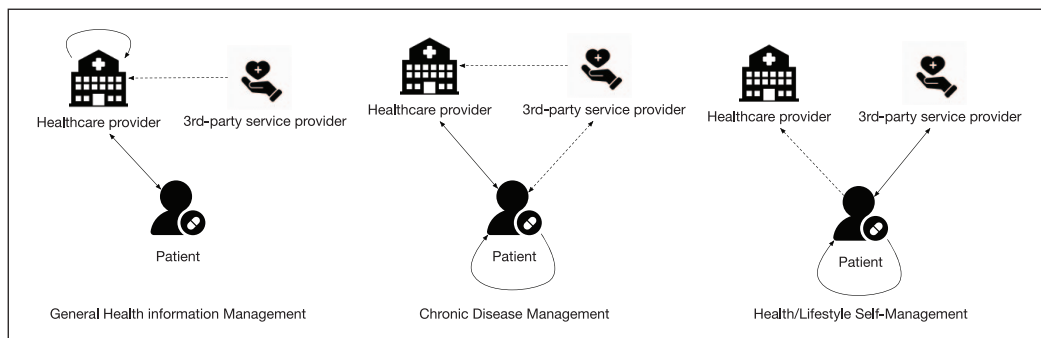 Healthcare provider
3rd-party service provider
Patient
General Health information Management
Healthcare provider
3rd-party service provider
Patient
Chronic Disease Management
Healthcare provider
3rd-party service provider
Patient
Health/Lifestyle Self-Management